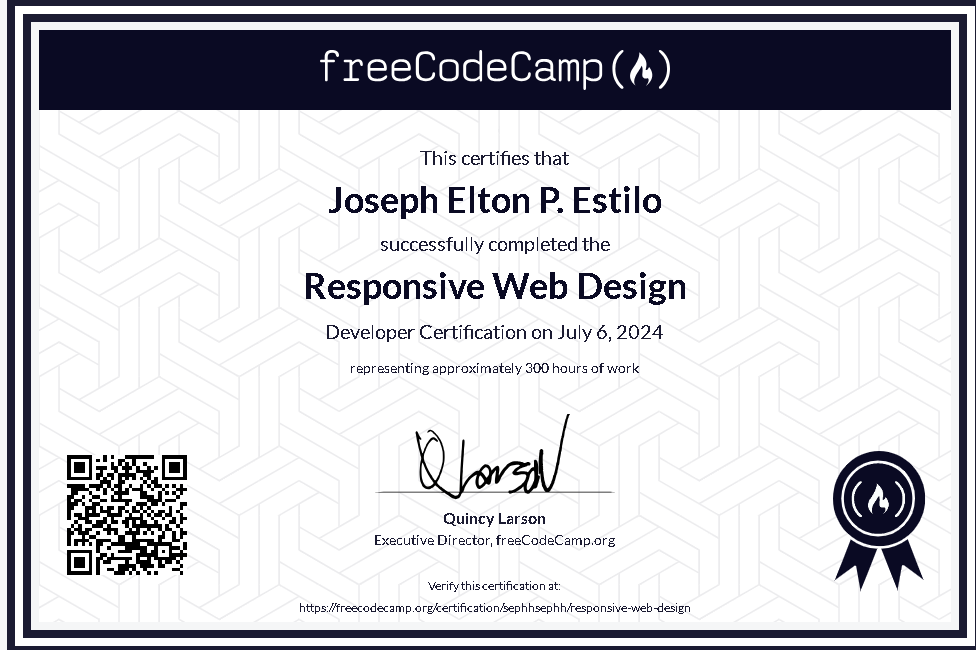 freeCodeCamp
This certifies that
Joseph Elton P. Estilo
successfully completed the
Responsive Web Design
Developer Certification on July 6, 2024
representing approximately 300 hours of work
Q Larson
Quincy Larson
Executive Director, freeCodeCamp.org
Verify this certification at:
https://freecodecamp.org/certification/sephhsephh/responsive-web-design